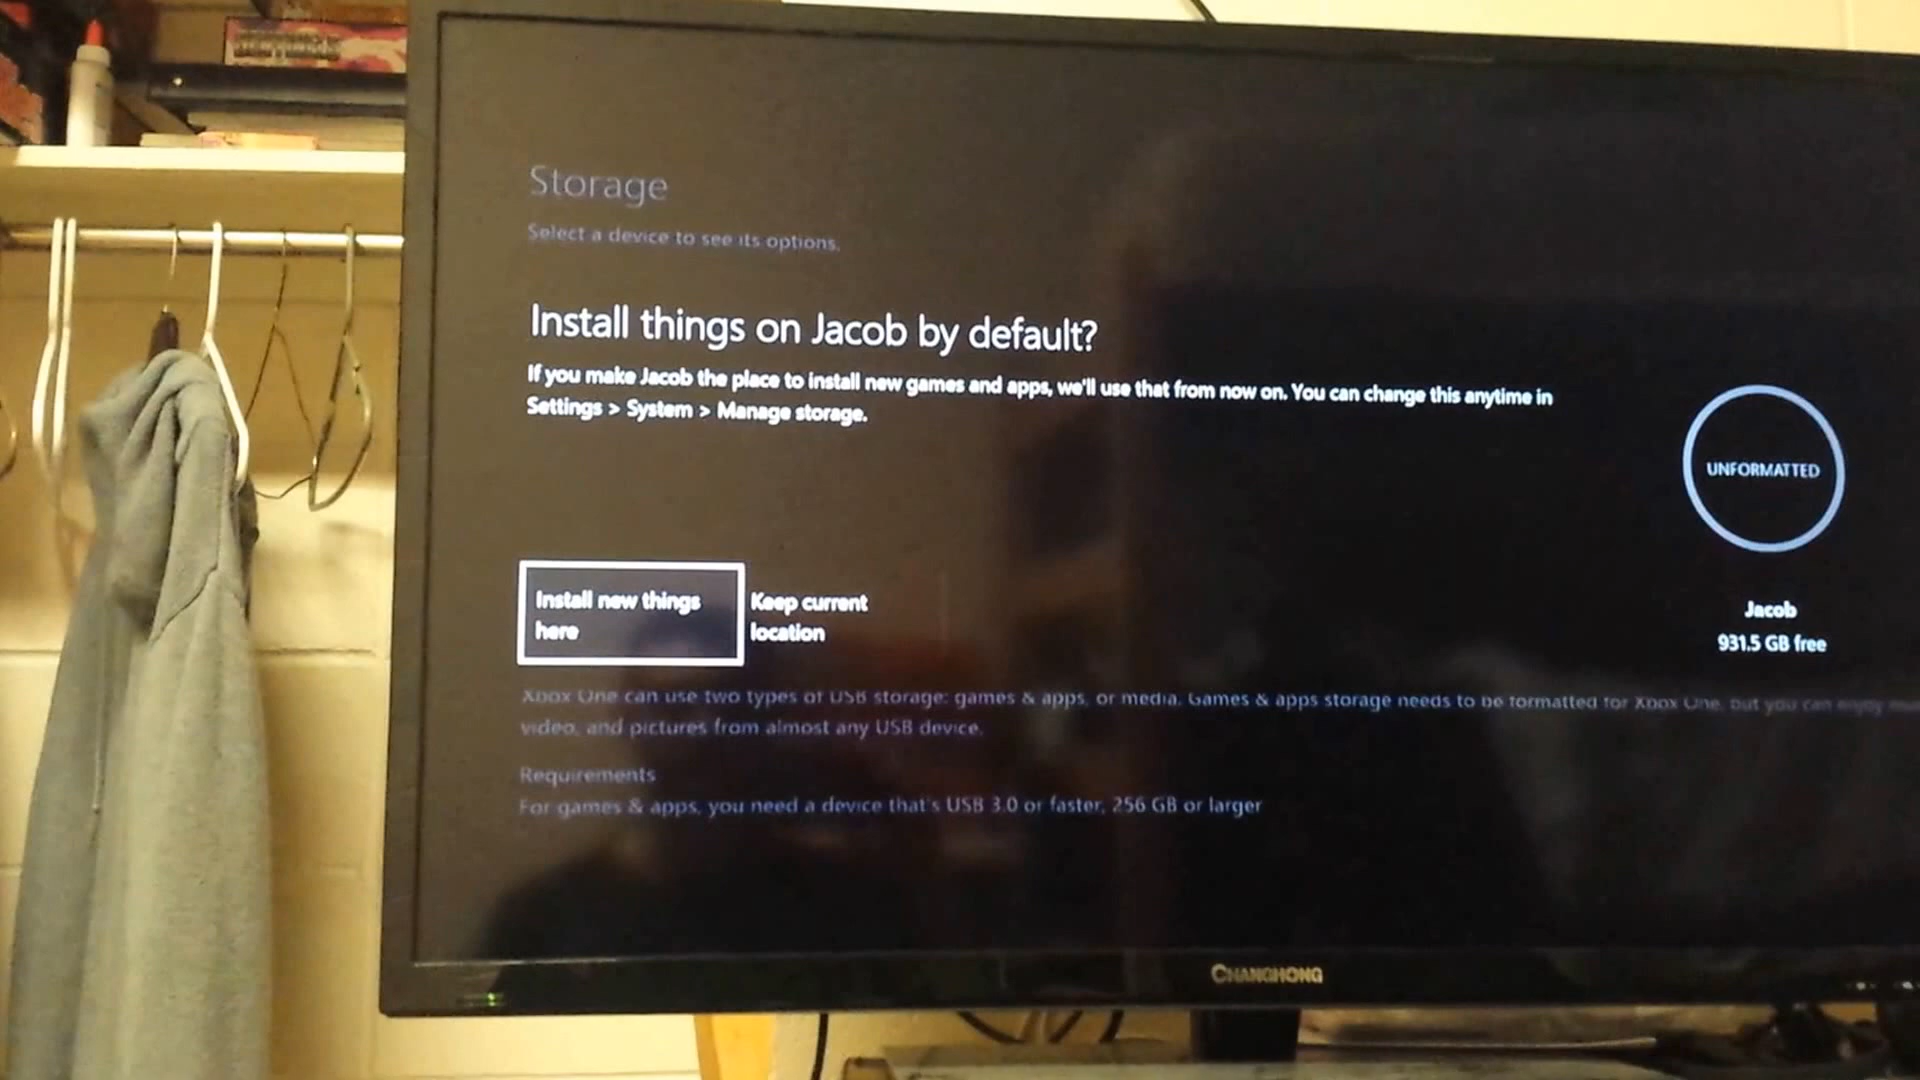 Storage
Select a device to see its options.
Install things on Jacob by default?
If you make Jacob the place to install new games and apps, we'll use that from now on. You can change this anytime in
Settings > System > Manage storage.
UNFORMATTED
Install new things
here
Keep current
location
Jacob
931.5 GB free
Xbox One can use two types of USB storage: games & apps, or media. Games & apps storage needs to be formatted for Xbox One, but you can enjoy
video, and pictures from almost any USB device.
Requirements
For games & apps, you need a device that's USB 3.0 or faster, 256 GB or larger
CHANGHONG